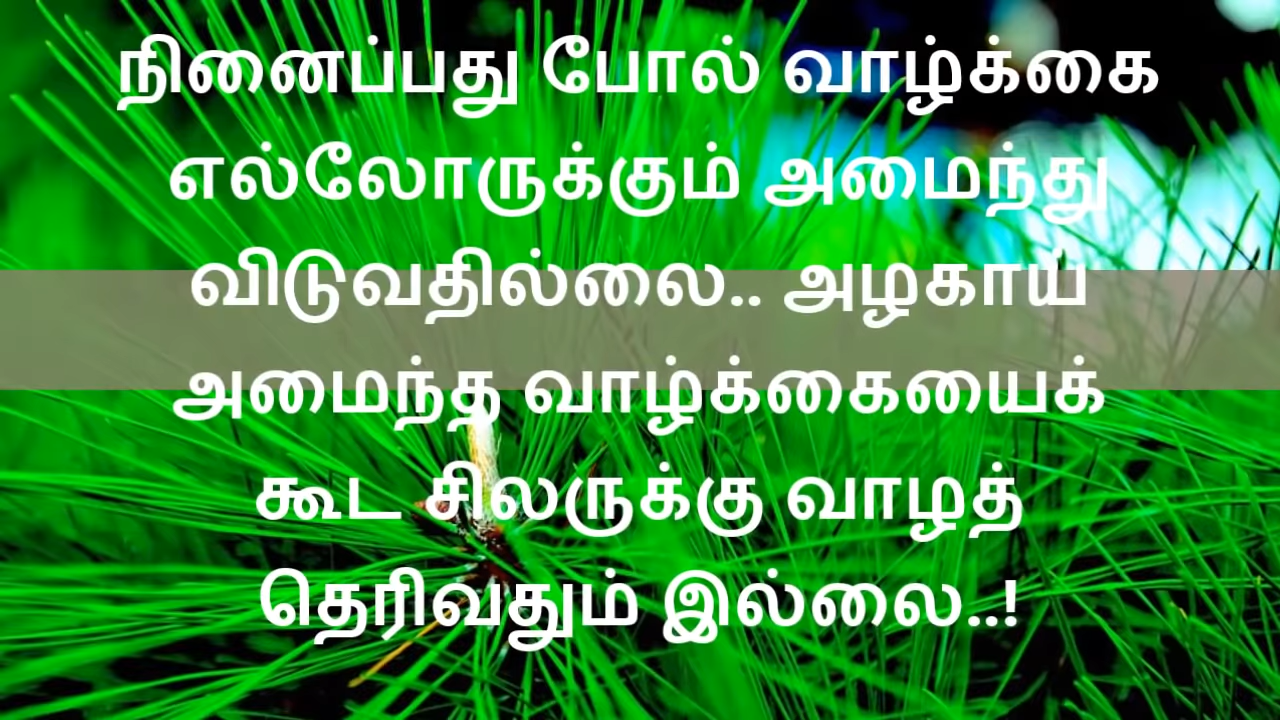 நினைப்பது போல் வாழ்க்கை
எல்லோருக்கும் அமைந்து
விடுவதில்லை.. அழகாய்
அமைந்த வாழ்க்கையைக்
கூட சிலருக்கு வாழத்
தெரிவதும் இல்லை..!